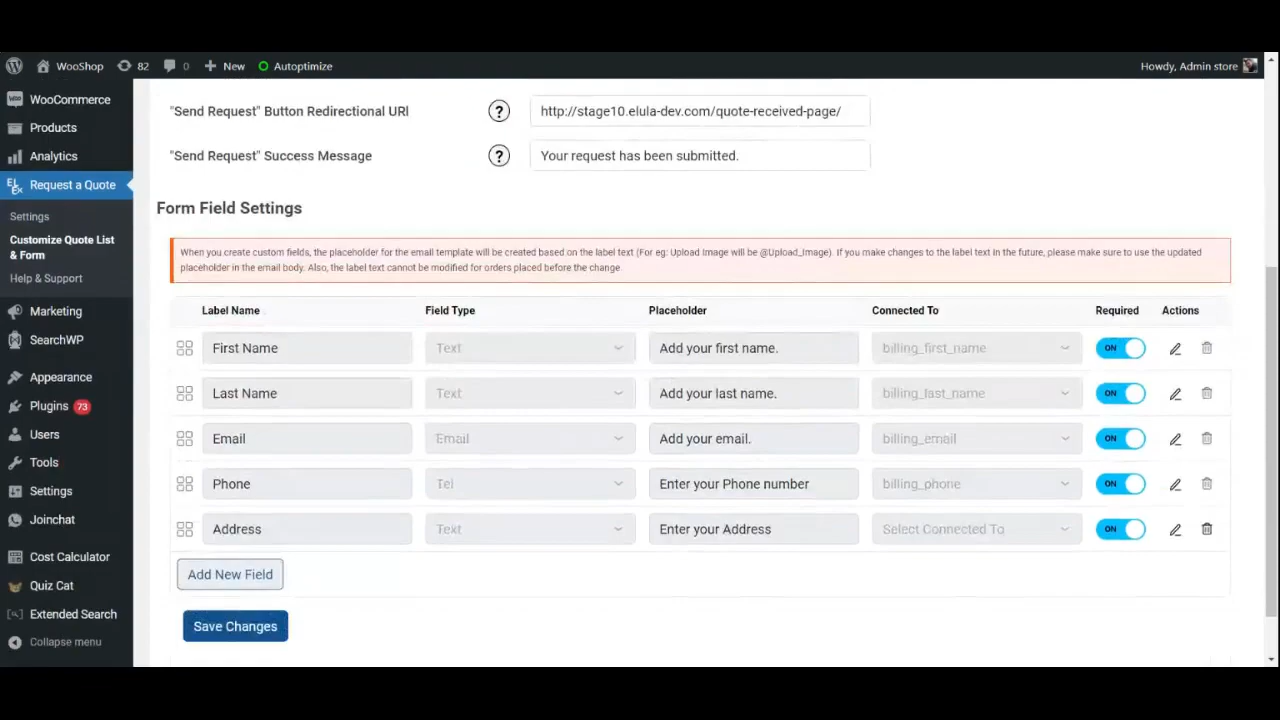 WooShop 82 0 New Autoptimize Howdy, Admin store
WooCommerce
Products
Analytics
Request a Quote
Settings
Customize Quote List
& Form
Help & Support
Marketing
SearchWP
Appearance
Plugins 73
Users
Tools
Settings
Joinchat
Cost Calculator
Quiz Cat
Extended Search
Collapse menu
"Send Request" Button Redirectional URI ? http://stage10.elula-dev.com/quote-received-page/
"Send Request" Success Message ? Your request has been submitted.
Form Field Settings
When you create custom fields, the placeholder for the email template will be created based on the label text (For eg: Upload Image will be @Upload_Image). If you make changes to the label text in the future, please make sure to use the updated
placeholder in the email body. Also, the label text cannot be modified for orders placed before the change
Label Name Field Type Placeholder Connected To Required Actions
First Name Text Add your first name. billing_first_name ON
Last Name Text Add your last name. billing_last_name ON
Email Email Add your email. billing_email ON
Phone Tel Enter your Phone number billing_phone ON
Address Text Enter your Address Select Connected To ON
Add New Field
Save Changes